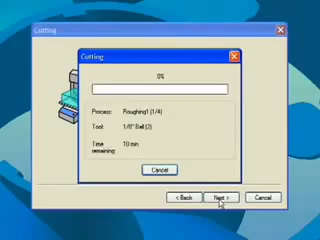 Cutting
Cutting
0%
Process: Roughing1 (1/4)
Tool: 1/8" Ball (2)
Time remaining: 10 min
Cancel
< Back Next > Cancel